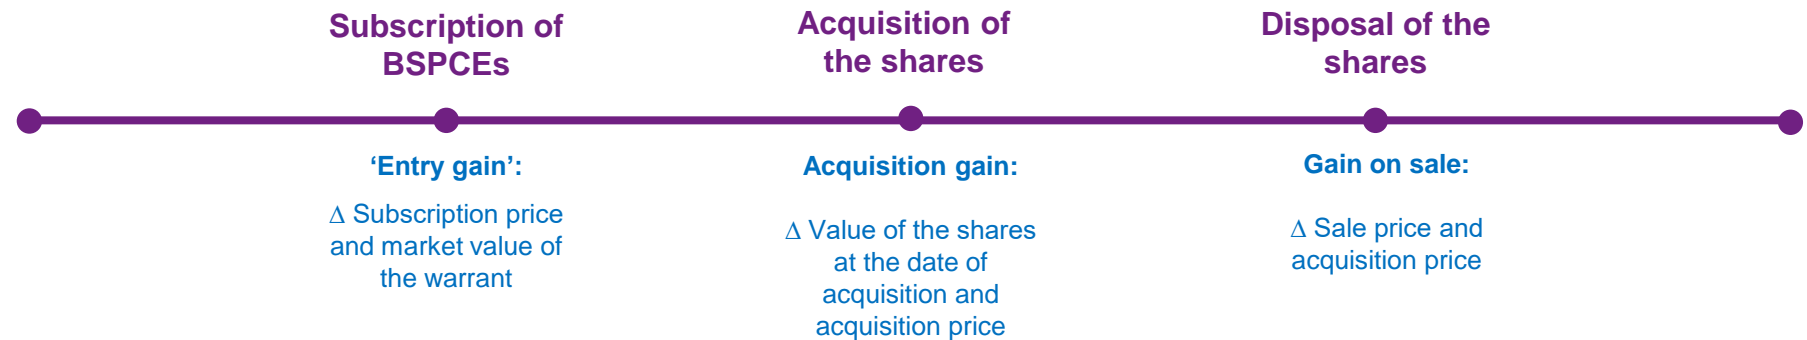 Subscription of
BSPCEs
Acquisition of
the shares
Disposal of the
shares
‘Entry gain’:
∆ Subscription price
and market value of
the warrant
Acquisition gain:
∆ Value of the shares
at the date of
acquisition and
acquisition price
Gain on sale:
∆ Sale price and
acquisition price